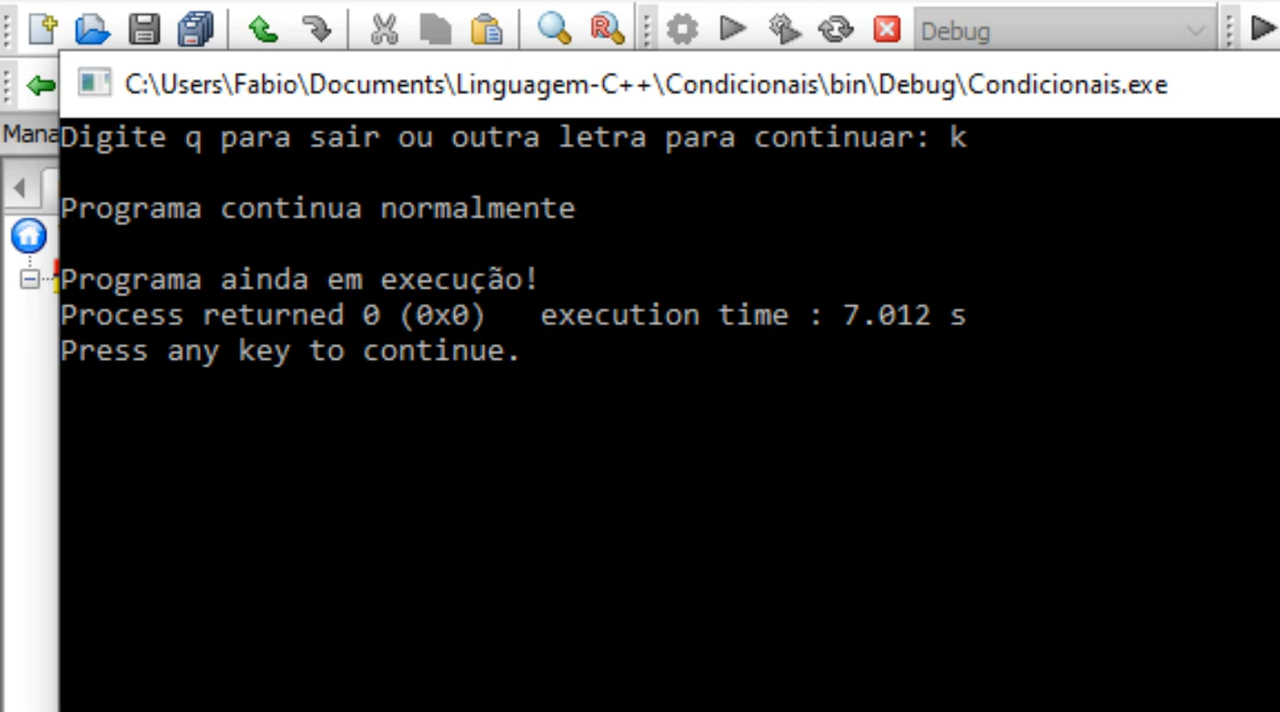 Debug
C:\Users\Fabio\Documents\Linguagem-C++\Condicionais\bin\Debug\Condicionais.exe
Mana
Digite q para sair ou outra letra para continuar: k
Programa continua normalmente
Programa ainda em execução!
Process returned 0 (0x0)   execution time : 7.012 s
Press any key to continue.